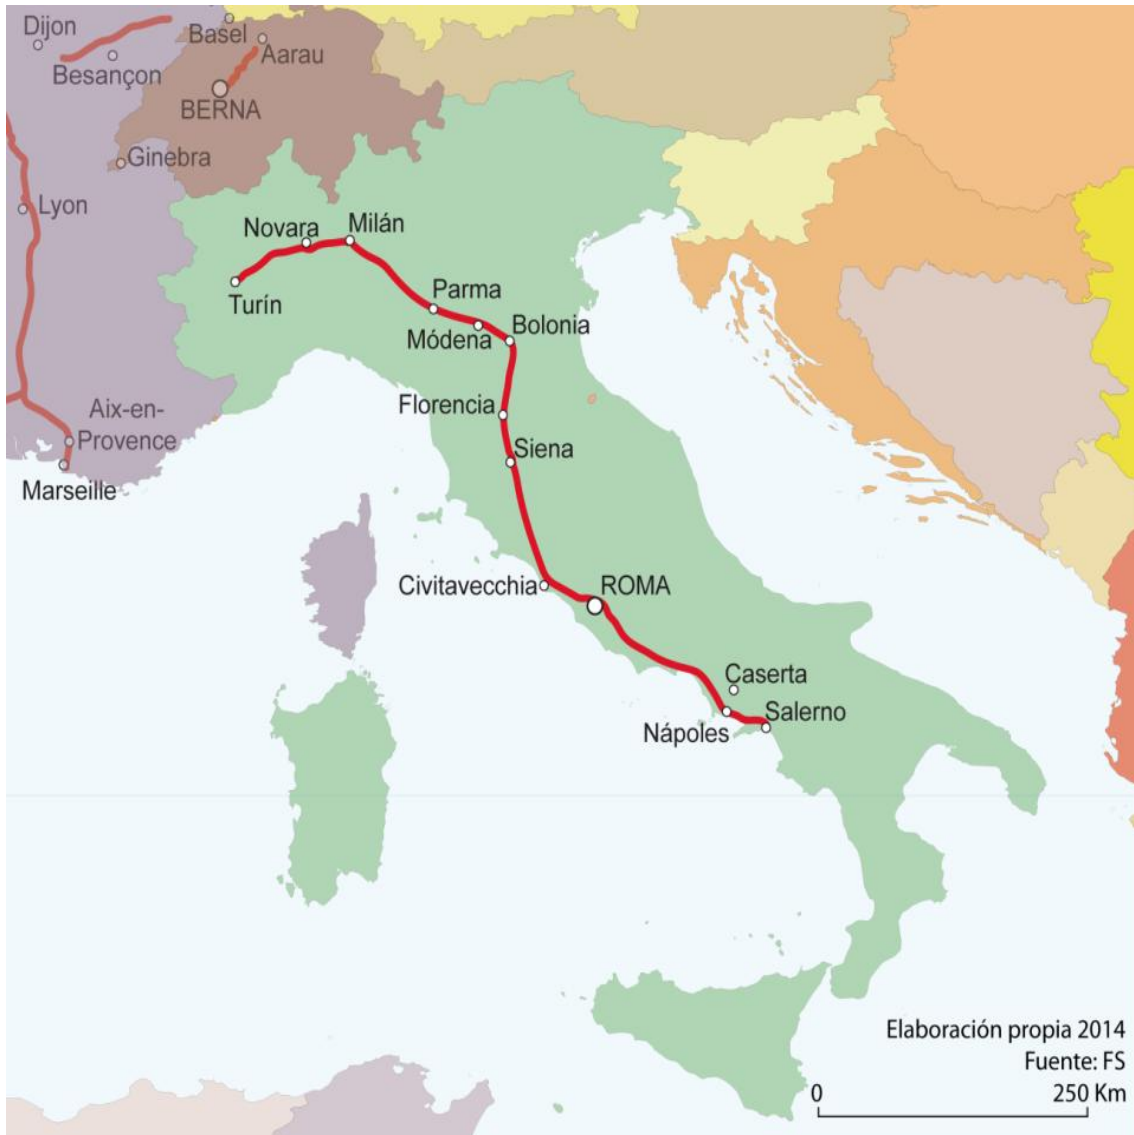 Dijon
Basel
Aarau
Besançon
BERNA
Ginebra
Lyon
Novara
Milán
Turín
Parma
Módena
Bolonia
Aix-en-
Provence
Florencia
Siena
Marseille
Civitavecchia
ROMA
Caserta
Nápoles
Salerno
Elaboración propia 2014
Fuente: FS
0
250 Km